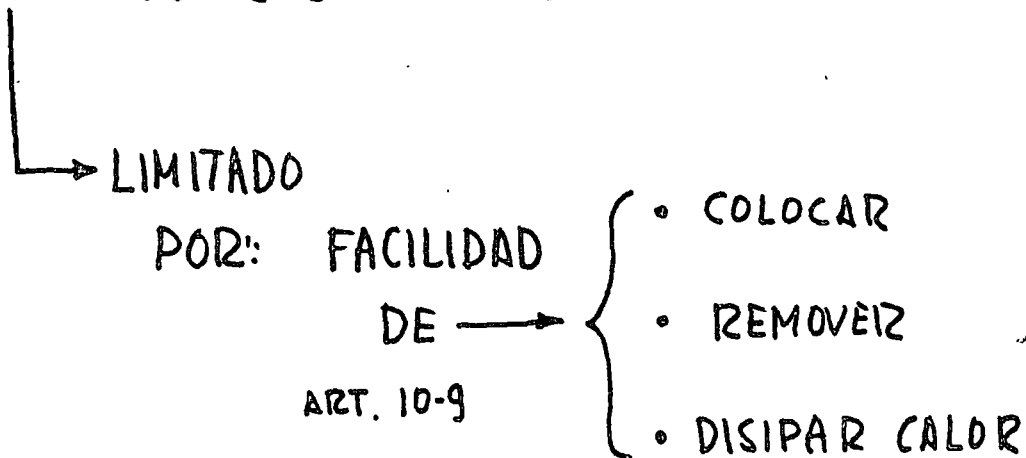 LIMITADO
POR: FACILIDAD
DE
ART. 10-9
• COLOCAR
• REMOVER
• DISIPAR CALOR